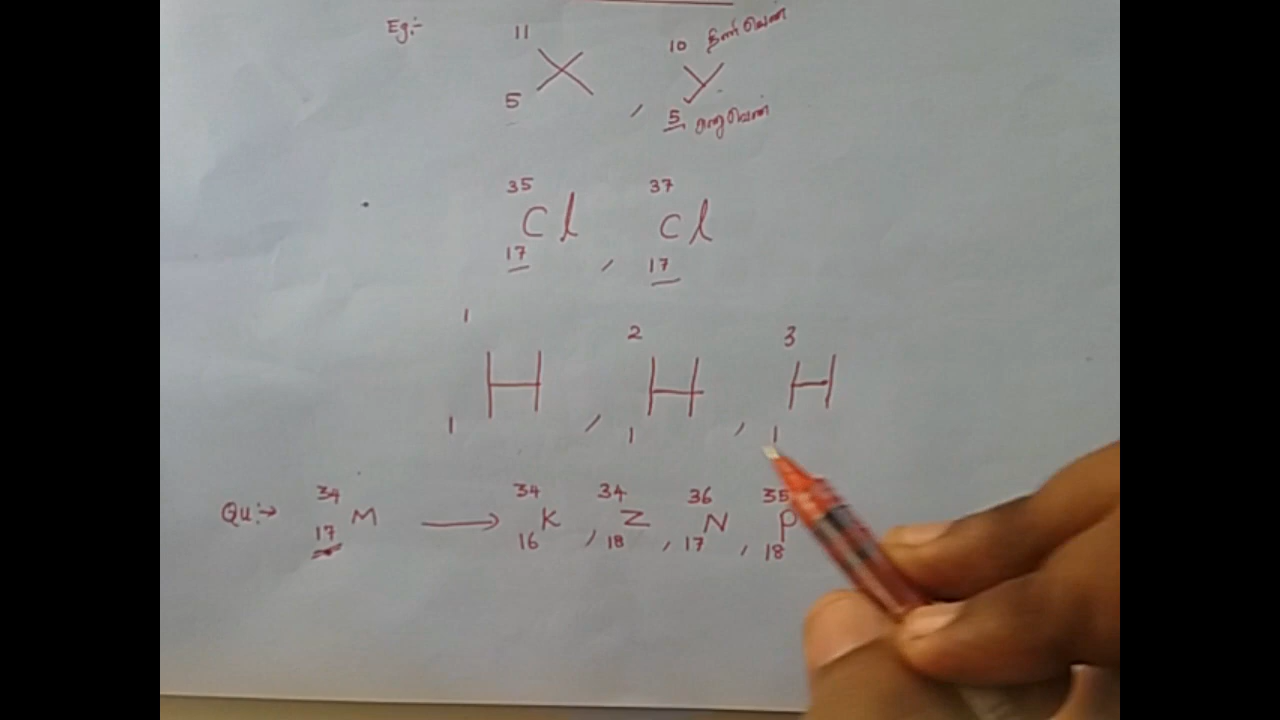 Eg:-
11 10 திணிவெண்
X , Y
5 5 அணுவெண்
35 37
Cl , Cl
17 17
1 2 3
H , H , H
1 1 1
Qu:→ 34 M → 34 K , 34 Z , 36 N , 35 P
17 16 18 17 18